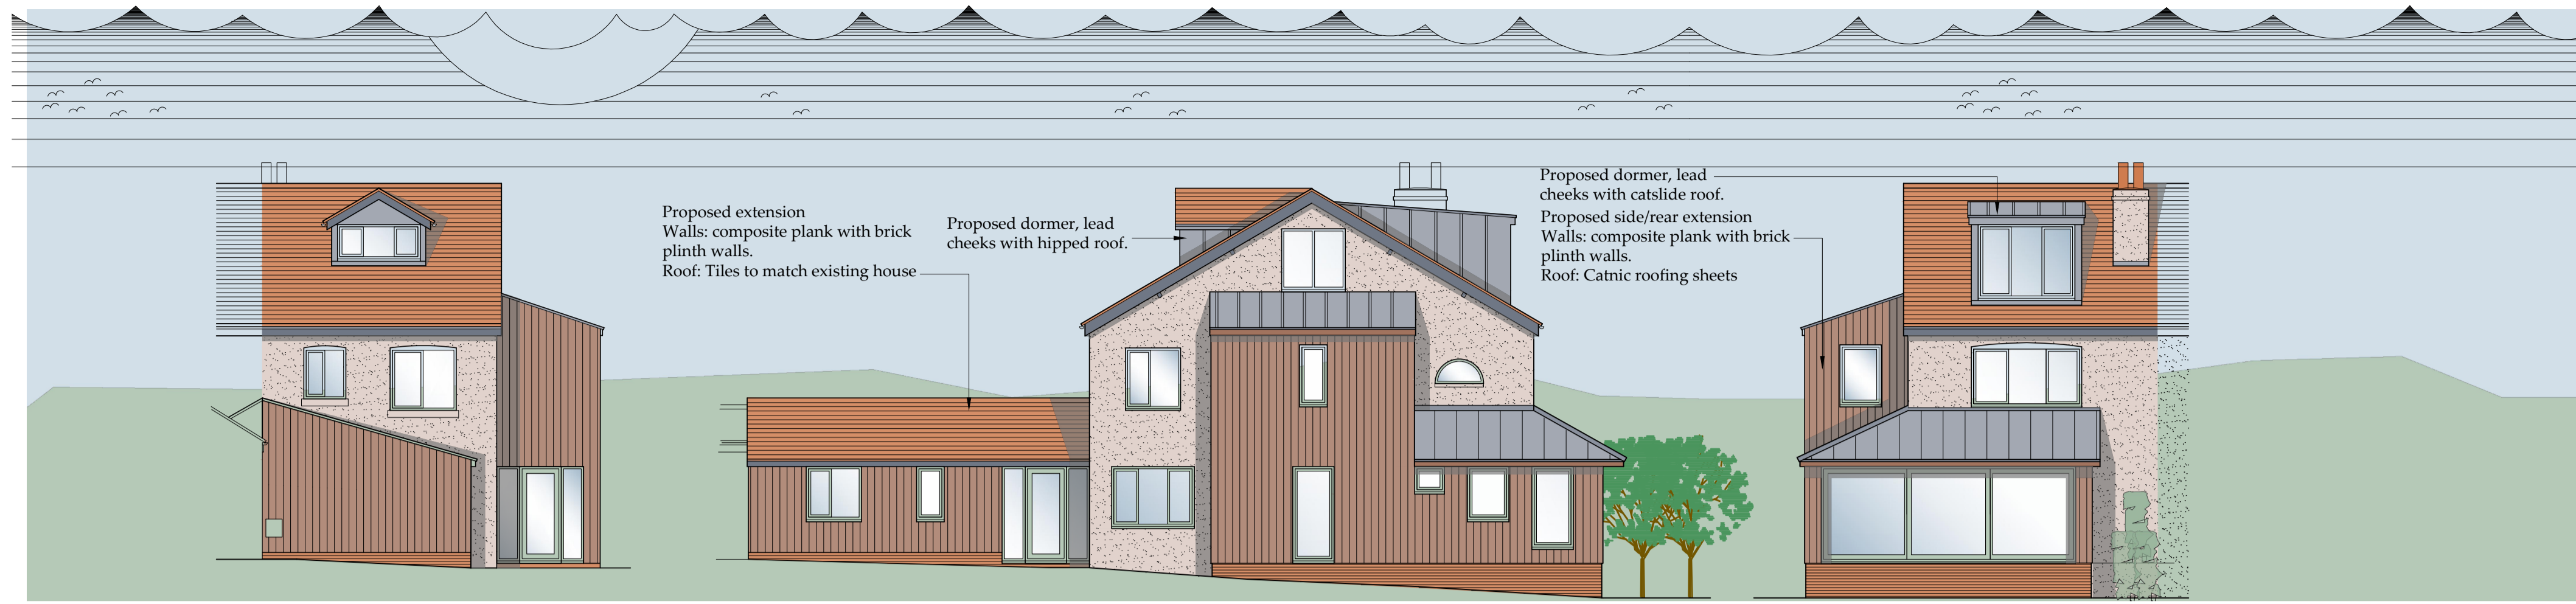 Proposed extension
Walls: composite plank with brick
plinth walls.
Roof: Tiles to match existing house
Proposed dormer, lead
cheeks with hipped roof.
Proposed dormer, lead
cheeks with catslide roof.
Proposed side/rear extension
Walls: composite plank with brick
plinth walls.
Roof: Catnic roofing sheets